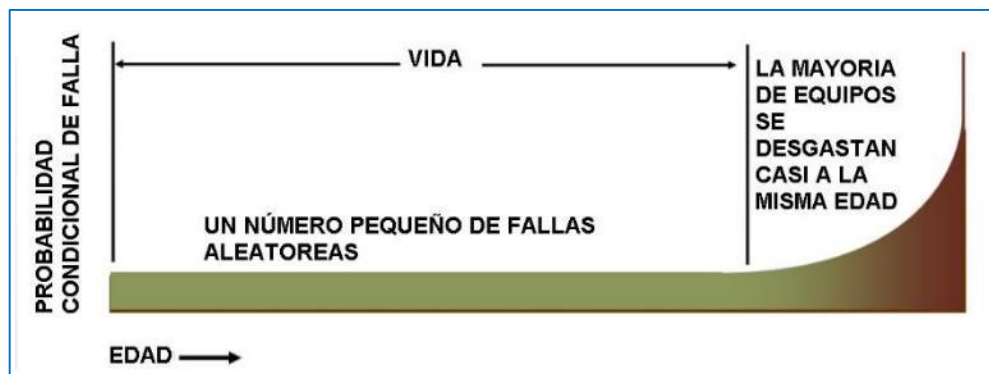 PROBABILIDAD
CONDICIONAL DE FALLA
VIDA
LA MAYORIA
DE EQUIPOS
SE
DESGASTAN
CASI A LA
MISMA EDAD
UN NÚMERO PEQUEÑO DE FALLAS
ALEATOREAS
EDAD